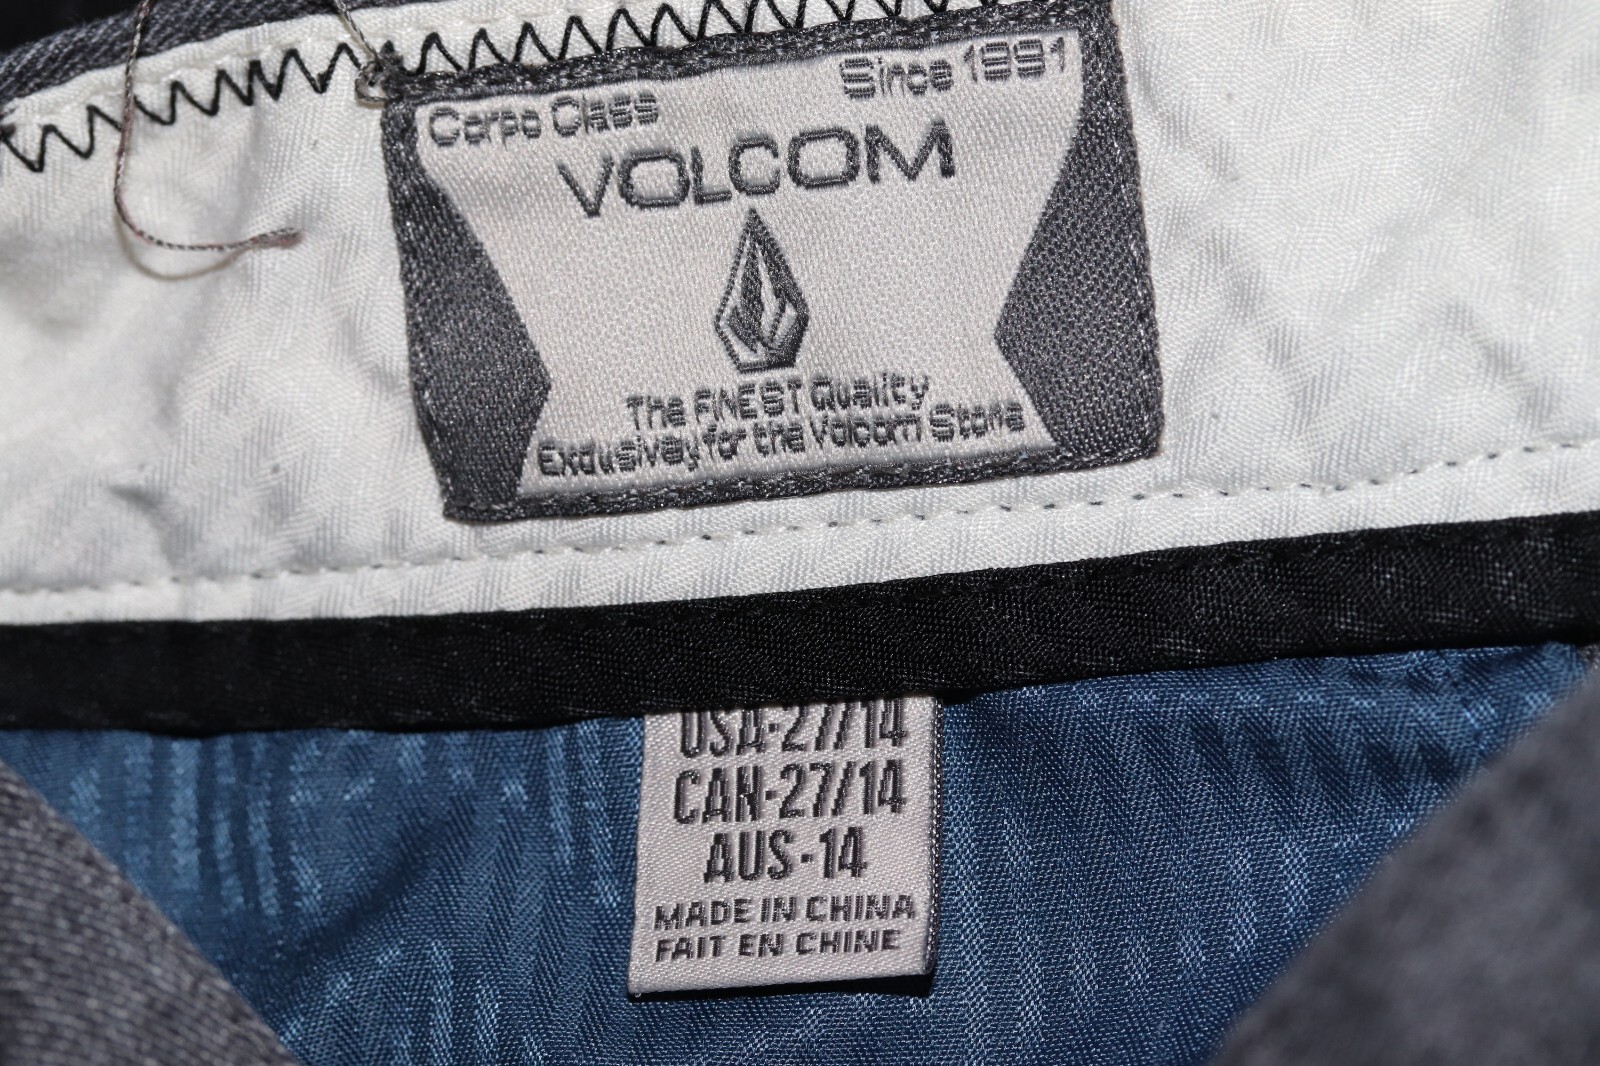 Corpo Class Since 1991
VOLCOM
The FINEST Quality
Exclusivley for the Volcom Stone
USA-27/14
CAN-27/14
AUS-14
MADE IN CHINA
FAIT EN CHINE